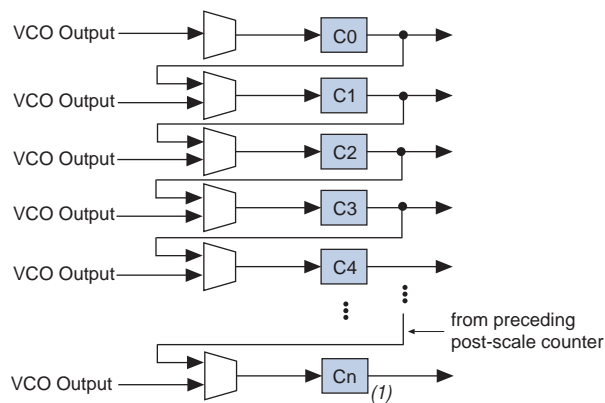 VCO Output
C0
VCO Output
C1
VCO Output
C2
VCO Output
C3
VCO Output
C4
from preceding
post-scale counter
VCO Output
Cn
(1)